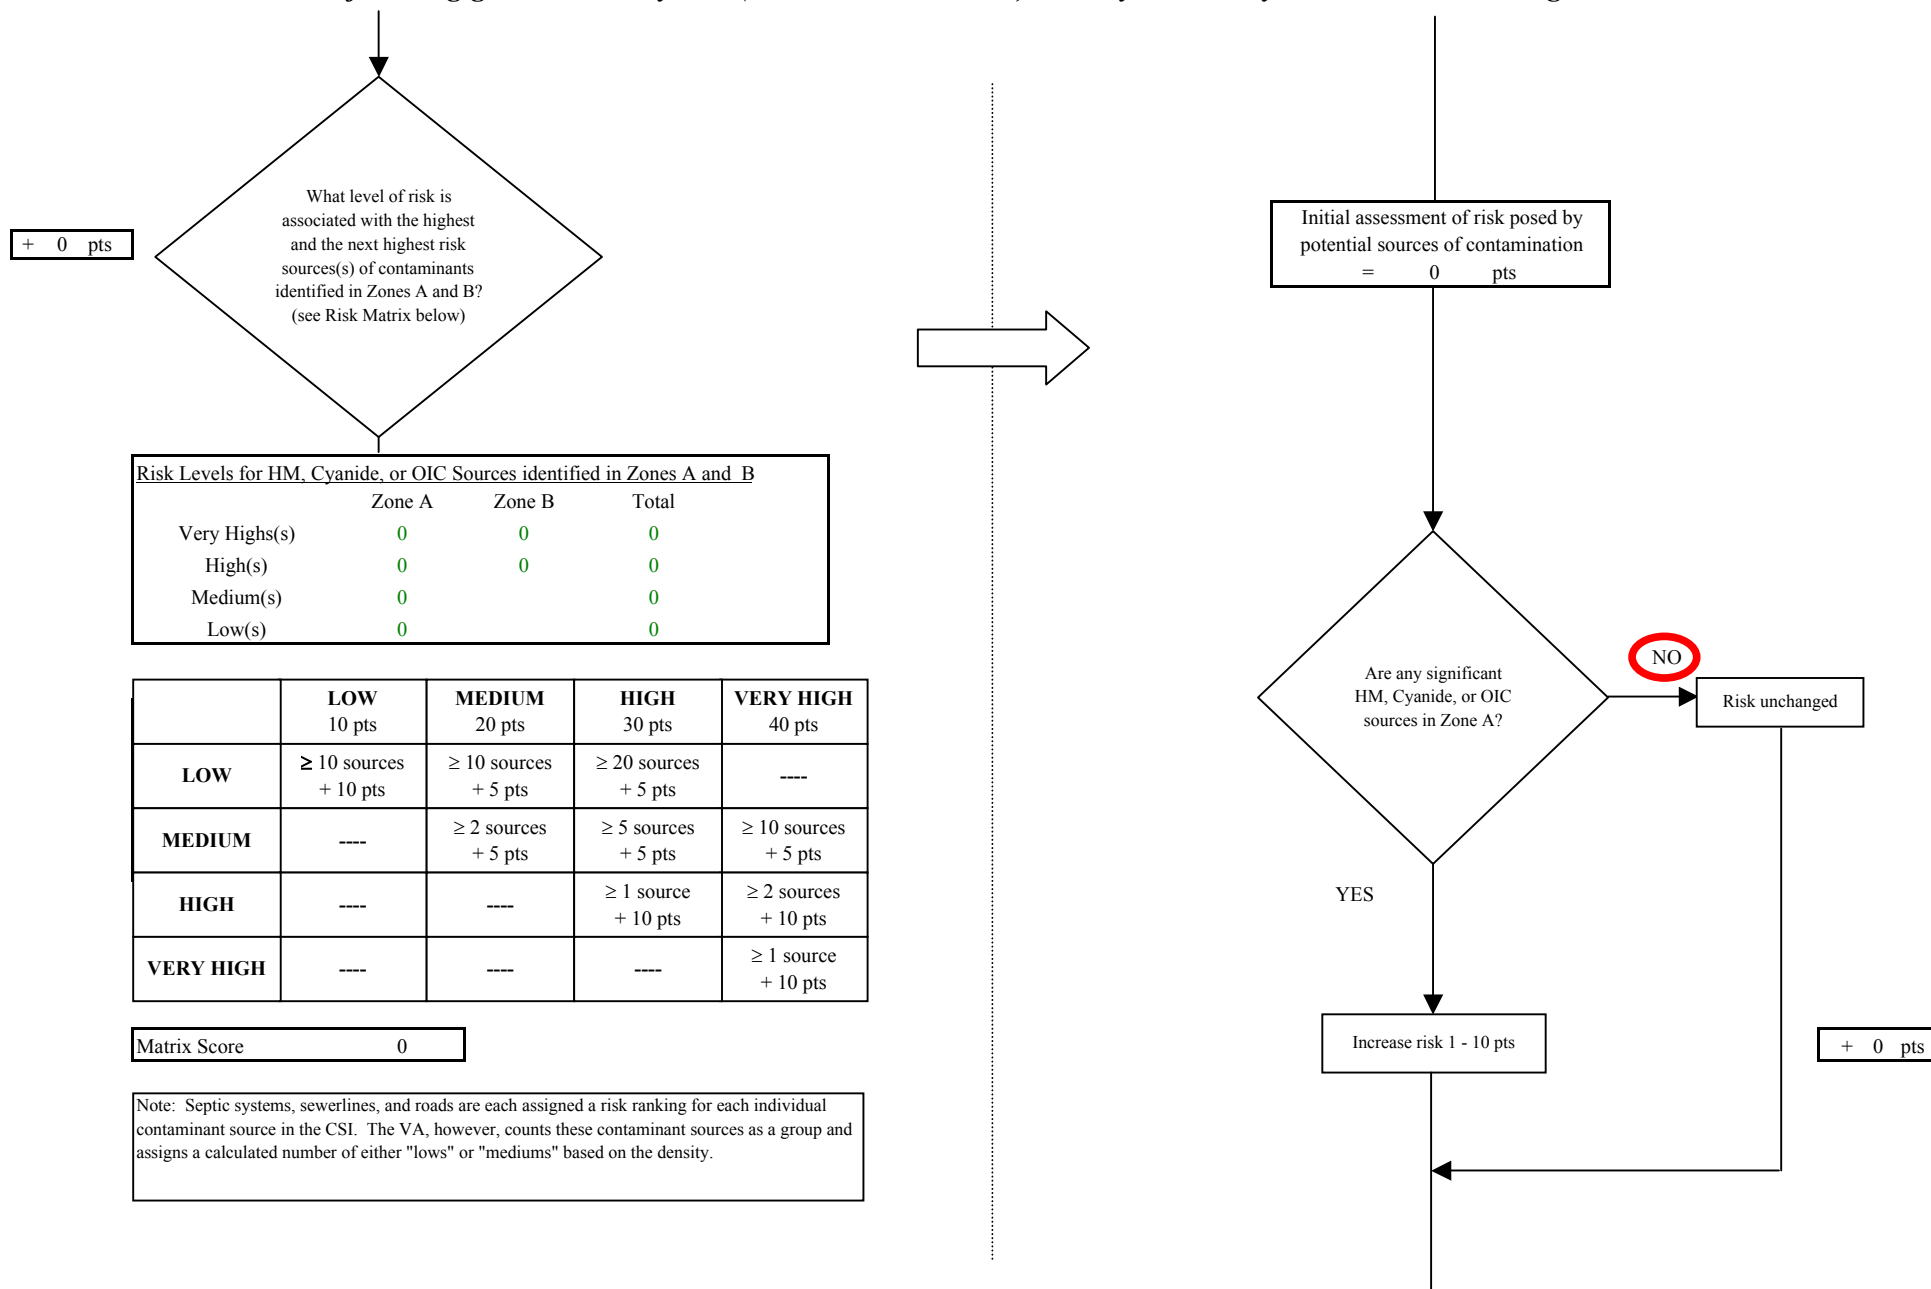 + 0 pts
What level of risk is
associated with the highest
and the next highest risk
sources(s) of contaminants
identified in Zones A and B?
(see Risk Matrix below)
Risk Levels for HM, Cyanide, or OIC Sources identified in Zones A and B
Zone A Zone B Total
Very Highs(s) 0 0 0
High(s) 0 0 0
Medium(s) 0 0
Low(s) 0 0
LOW MEDIUM HIGH VERY HIGH
10 pts 20 pts 30 pts 40 pts
LOW ≥ 10 sources ≥ 10 sources ≥ 20 sources ----
+ 10 pts + 5 pts + 5 pts
MEDIUM ---- ≥ 2 sources ≥ 5 sources ≥ 10 sources
+ 5 pts + 5 pts + 5 pts
HIGH ---- ---- ≥ 1 source ≥ 2 sources
+ 10 pts + 10 pts
VERY HIGH ---- ---- ---- ≥ 1 source
+ 10 pts
Matrix Score 0
Note: Septic systems, sewerlines, and roads are each assigned a risk ranking for each individual
contaminant source in the CSI. The VA, however, counts these contaminant sources as a group and
assigns a calculated number of either "lows" or "mediums" based on the density.
Initial assessment of risk posed by
potential sources of contamination
= 0 pts
Are any significant
HM, Cyanide, or OIC
sources in Zone A?
NO
Risk unchanged
YES
Increase risk 1 - 10 pts
+ 0 pts